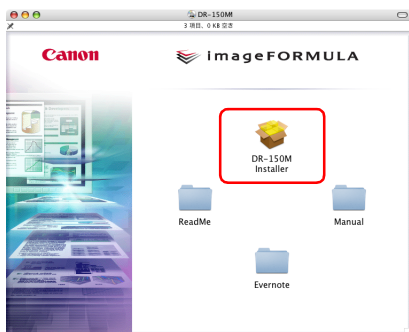 DR-150M
3 項目、0 KB 空き
Canon
imageFORMULA
DR-150M
Installer
ReadMe
Manual
Evernote